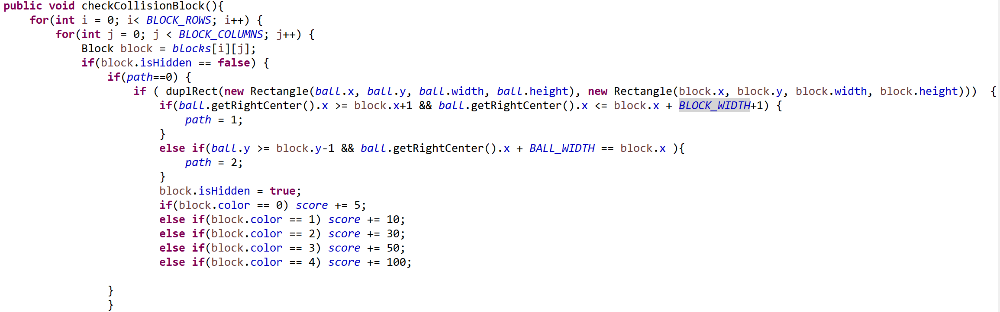 public void checkCollisionBlock(){
    for(int i = 0; i< BLOCK_ROWS; i++) {
        for(int j = 0; j < BLOCK_COLUMNS; j++) {
            Block block = blocks[i][j];
            if(block.isHidden == false) {
                if(path==0) {
                    if ( duplRect(new Rectangle(ball.x, ball.y, ball.width, ball.height), new Rectangle(block.x, block.y, block.width, block.height)))  {
                        if(ball.getRightCenter().x >= block.x+1 && ball.getRightCenter().x <= block.x + BLOCK_WIDTH+1) {
                            path = 1;
                        }
                        else if(ball.y >= block.y-1 && ball.getRightCenter().x + BALL_WIDTH == block.x ){
                            path = 2;
                        }
                        block.isHidden = true;
                        if(block.color == 0) score += 5;
                        else if(block.color == 1) score += 10;
                        else if(block.color == 2) score += 30;
                        else if(block.color == 3) score += 50;
                        else if(block.color == 4) score += 100;

                }
                }